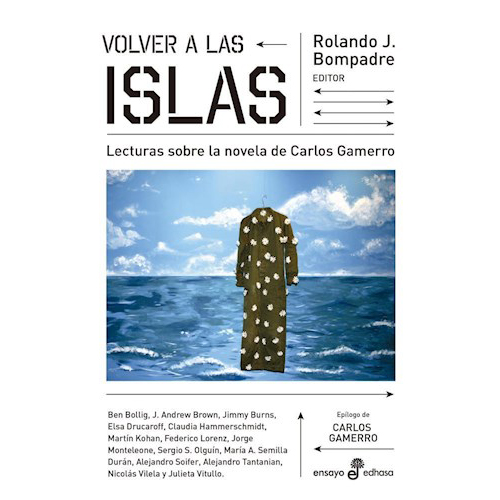 VOLVER A LAS
ISLAS
Rolando J.
Bompadre
EDITOR
Lecturas sobre la novela de Carlos Gamerro
Ben Bollig, J. Andrew Brown, Jimmy Burns,
Elsa Drucaroff, Claudia Hammerschmidt,
Martín Kohan, Federico Lorenz, Jorge
Monteleone, Sergio S. Olguín, María A. Semilla
Durán, Alejandro Soifer, Alejandro Tantanian,
Nicolás Vilela y Julieta Vitullo.
Epílogo de
CARLOS
GAMERRO
ensayo edhasa